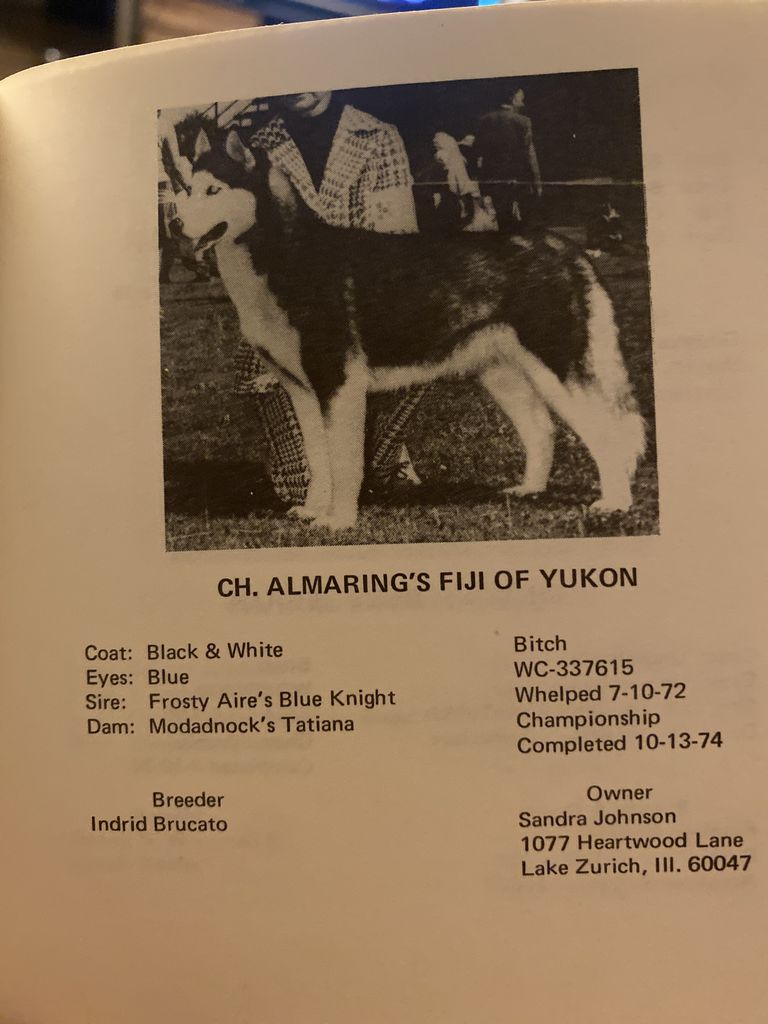 CH. ALMARING'S FIJI OF YUKON
Coat: Black & White
Eyes: Blue
Sire: Frosty Aire's Blue Knight
Dam: Modadnock's Tatiana
Bitch
WC-337615
Whelped 7-10-72
Championship
Completed 10-13-74
Breeder
Indrid Brucato
Owner
Sandra Johnson
1077 Heartwood Lane
Lake Zurich, Ill. 60047